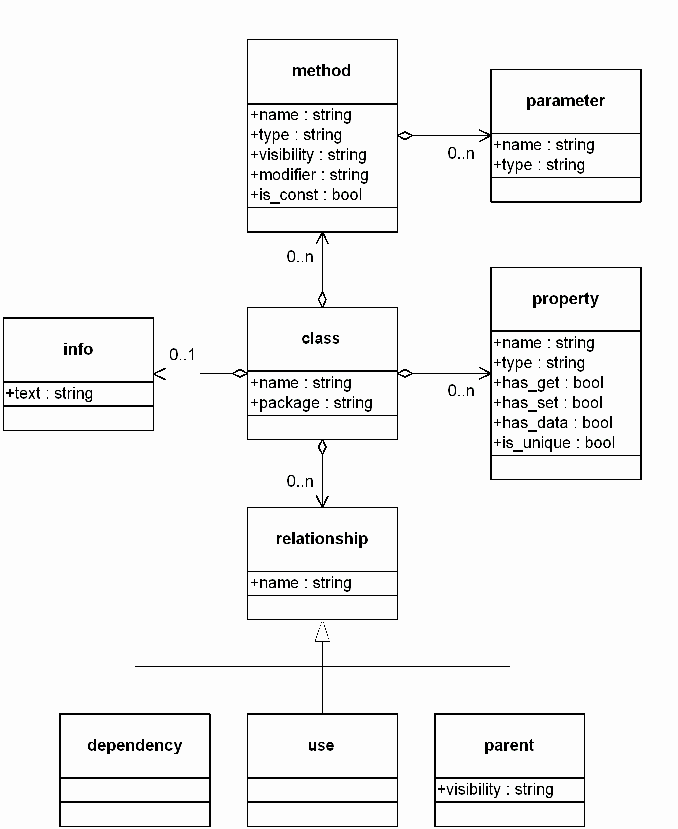 method
+name : string
+type : string
+visibility : string
+modifier : string
+is_const : bool
0..n
parameter
+name : string
+type : string
0..n
info
+text : string
0..1
class
+name : string
+package : string
0..n
property
+name : string
+type : string
+has_get : bool
+has_set : bool
+has_data : bool
+is_unique : bool
0..n
relationship
+name : string
dependency
use
parent
+visibility : string